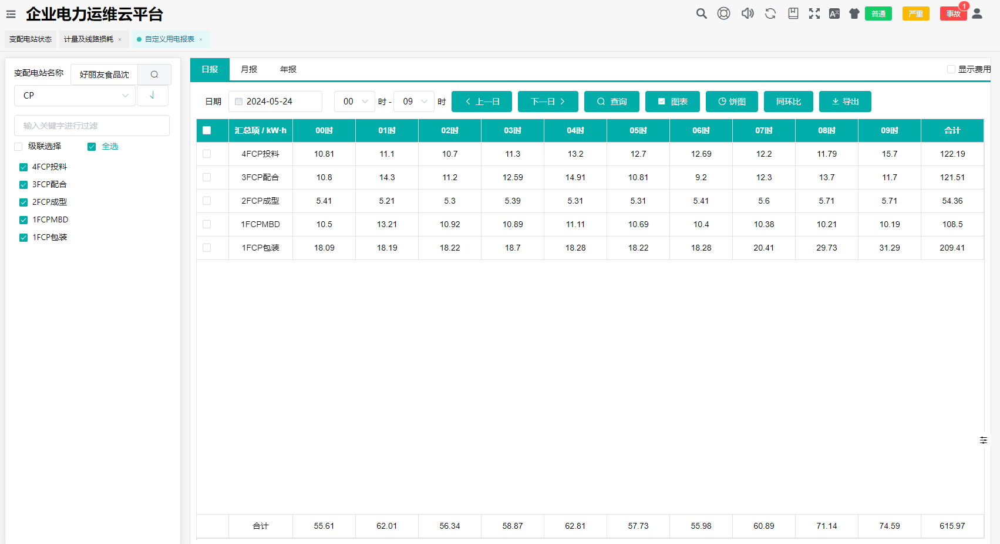 企业电力运维云平台
普通 严重 事故 1
变配电站状态 计量及线路损耗 × 自定义用电报表 ×
变配电站名称 好丽友食品沈
CP
输入关键字进行过滤
级联选择 全选
4FCP投料
3FCP配合
2FCP成型
1FCPMBD
1FCP包装
日报 月报 年报 显示费用
日期 2024-05-24 00 时 - 09 时 上一日 下一日 查询 图表 饼图 同环比 导出
汇总项 / kW·h 00时 01时 02时 03时 04时 05时 06时 07时 08时 09时 合计
4FCP投料 10.81 11.1 10.7 11.3 13.2 12.7 12.69 12.2 11.79 15.7 122.19
3FCP配合 10.8 14.3 11.2 12.59 14.91 10.81 9.2 12.3 13.7 11.7 121.51
2FCP成型 5.41 5.21 5.3 5.39 5.31 5.31 5.41 5.6 5.71 5.71 54.36
1FCPMBD 10.5 13.21 10.92 10.89 11.11 10.69 10.4 10.38 10.21 10.19 108.5
1FCP包装 18.09 18.19 18.22 18.7 18.28 18.22 18.28 20.41 29.73 31.29 209.41
合计 55.61 62.01 56.34 58.87 62.81 57.73 55.98 60.89 71.14 74.59 615.97